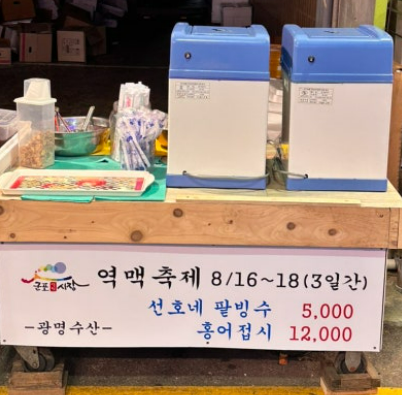 군포역시장
역맥축제 8/16~18(3일간)
선호네 팥빙수 5,000
-광명수산- 홍어접시 12,000